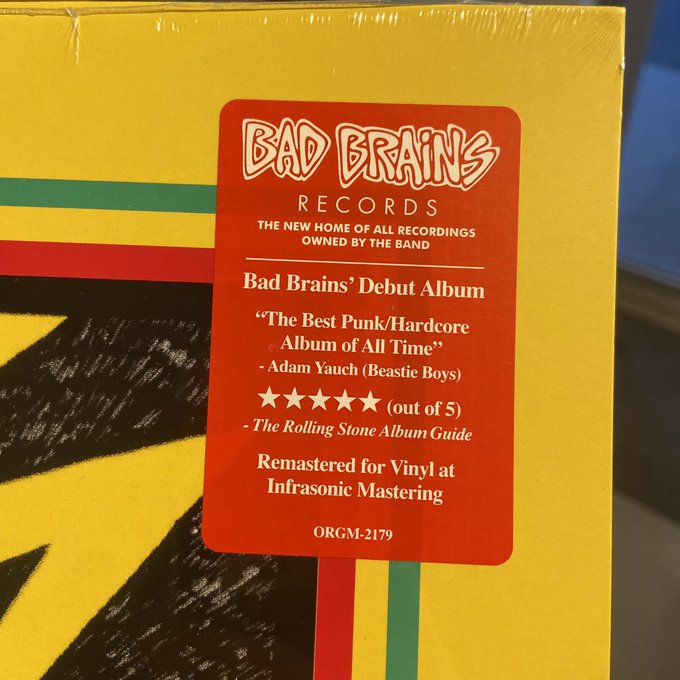 BAD BRAINS
RECORDS
THE NEW HOME OF ALL RECORDINGS
OWNED BY THE BAND
Bad Brains' Debut Album
“The Best Punk/Hardcore
Album of All Time”
- Adam Yauch (Beastie Boys)
★★★★★ (out of 5)
- The Rolling Stone Album Guide
Remastered for Vinyl at
Infrasonic Mastering
ORGM-2179